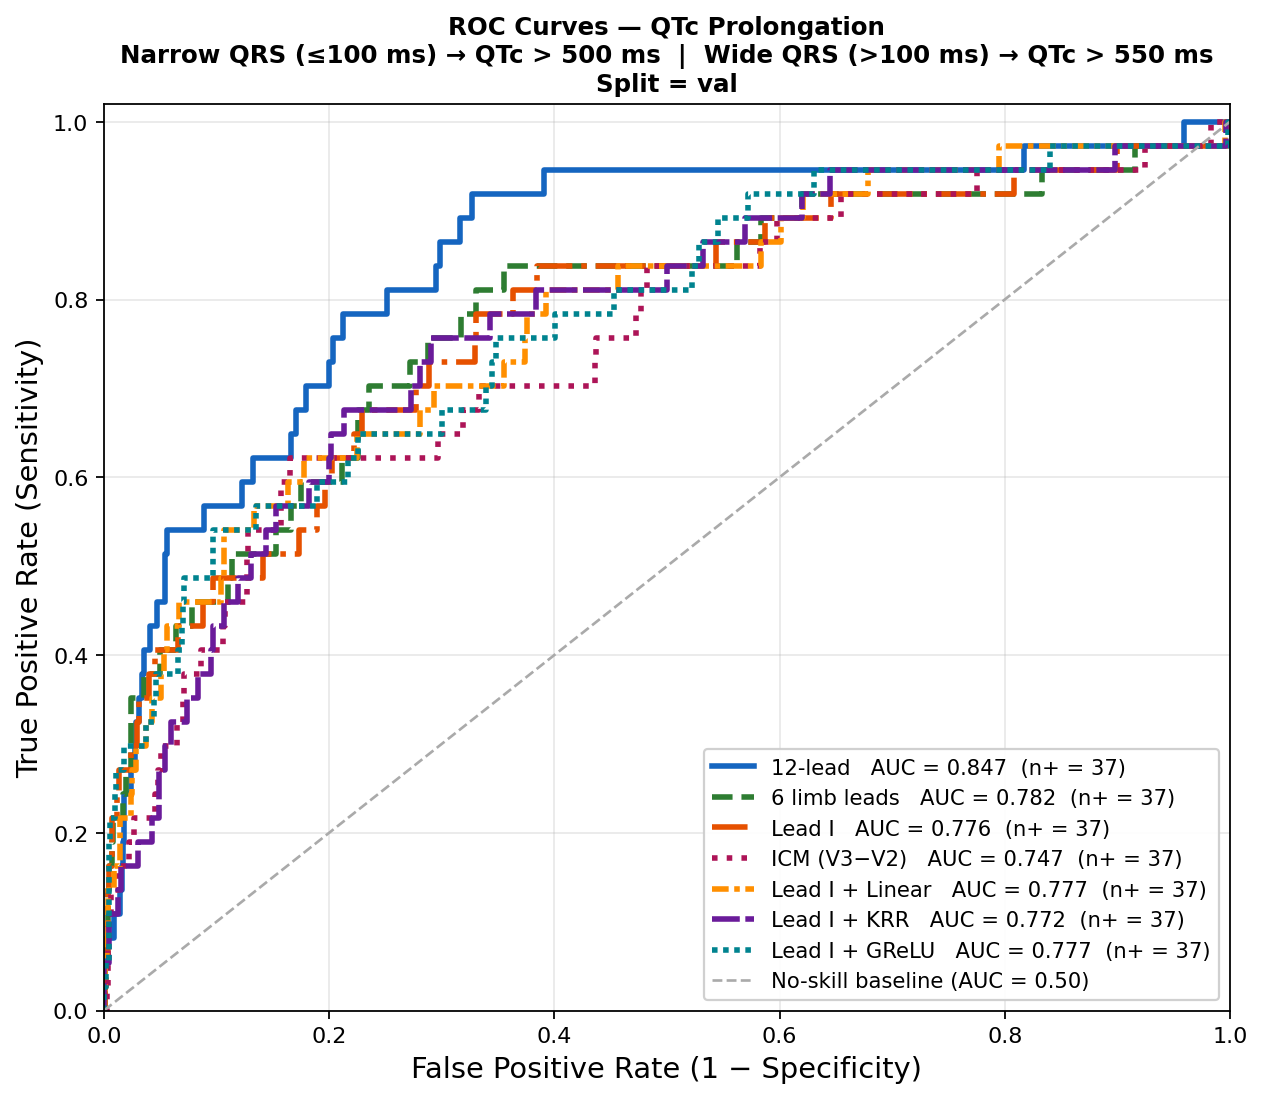 ROC Curves — QTc Prolongation
Narrow QRS (≤100 ms) → QTc > 500 ms | Wide QRS (>100 ms) → QTc > 550 ms
Split = val
True Positive Rate (Sensitivity)
1.0
0.8
0.6
0.4
0.2
0.0
12-lead AUC = 0.847 (n+ = 37)
6 limb leads AUC = 0.782 (n+ = 37)
Lead I AUC = 0.776 (n+ = 37)
ICM (V3−V2) AUC = 0.747 (n+ = 37)
Lead I + Linear AUC = 0.777 (n+ = 37)
Lead I + KRR AUC = 0.772 (n+ = 37)
Lead I + GReLU AUC = 0.777 (n+ = 37)
No-skill baseline (AUC = 0.50)
0.0 0.2 0.4 0.6 0.8 1.0
False Positive Rate (1 − Specificity)